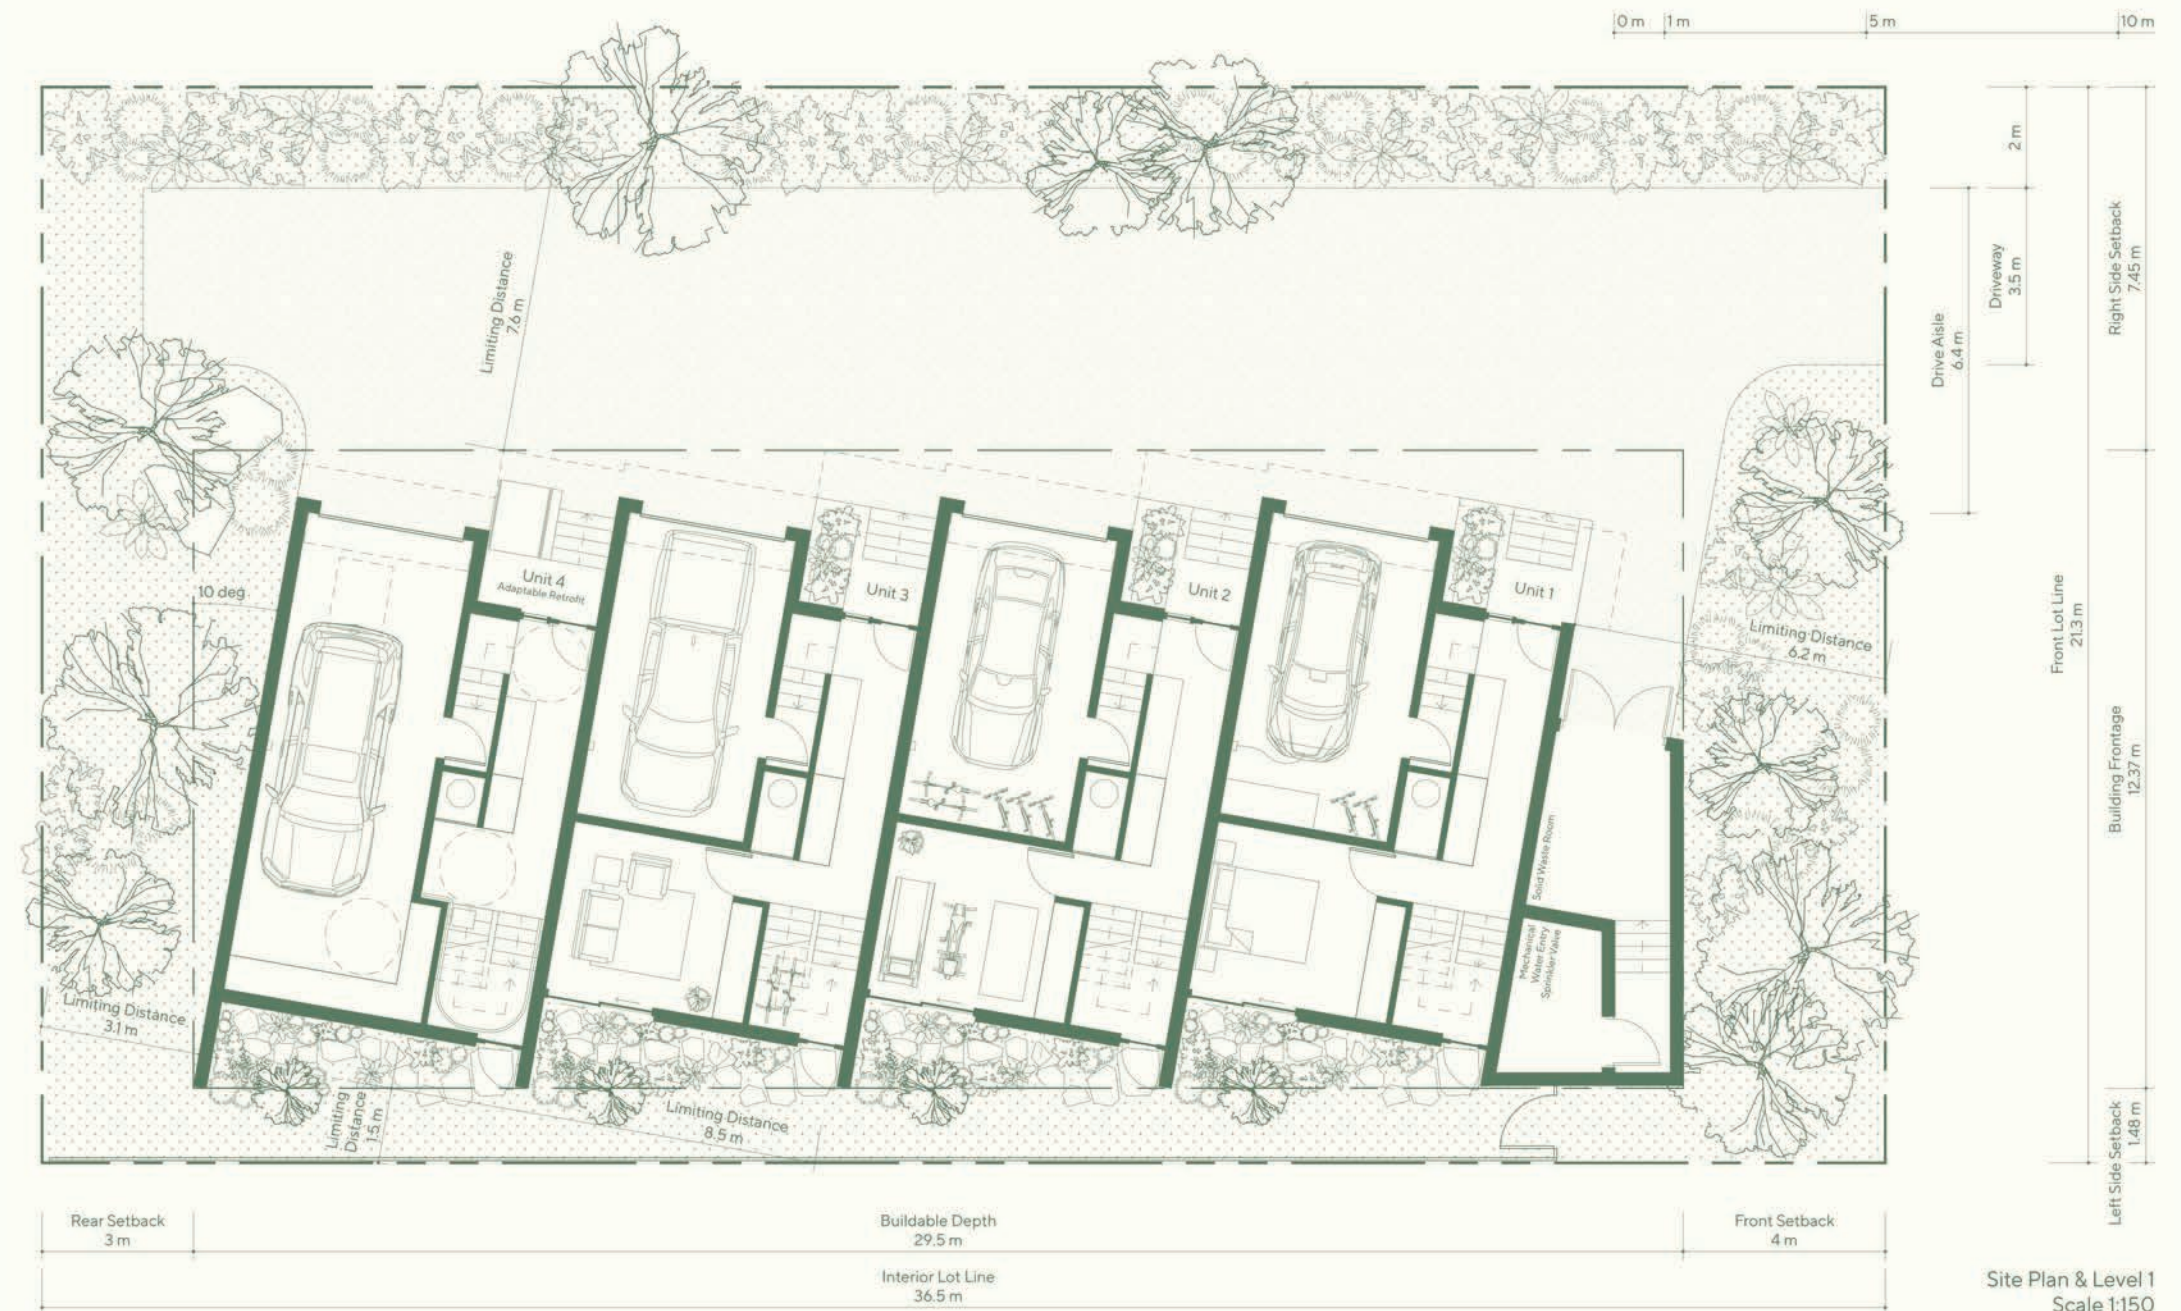 0 m 1 m 5 m 10 m
2 m
Right Side Setback
7.45 m
Driveway
3.5 m
Drive Aisle
6.4 m
Limiting Distance
7.6 m
Unit 4
Adaptable Retrofit
Unit 3
Unit 2
Unit 1
10 deg
Limiting Distance
6.2 m
Front Lot Line
21.3 m
Building Frontage
12.37 m
Solid Waste Room
Mechanical
Water Entry
Sprinkler Valve
Limiting Distance
3.1 m
Limiting
Distance
1.5 m
Limiting Distance
8.5 m
Left Side Setback
1.48 m
Rear Setback
3 m
Buildable Depth
29.5 m
Front Setback
4 m
Interior Lot Line
36.5 m
Site Plan & Level 1
Scale 1:150